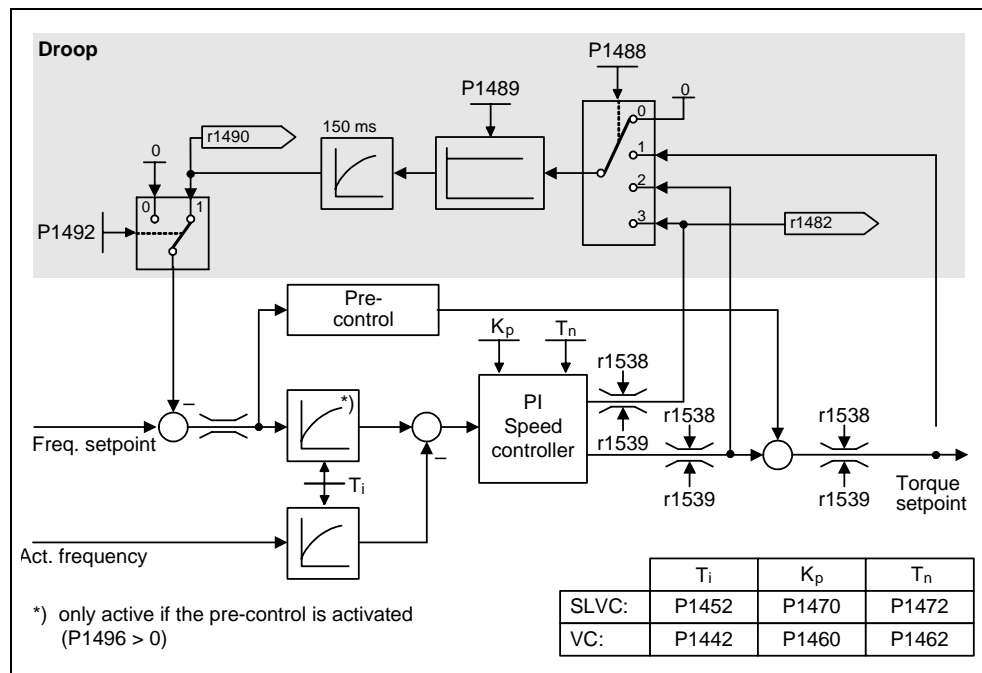 Droop
P1488
P1489
0
r1490
150 ms
0
1
2
3
0
0
1
P1492
r1482
Pre-
control
Kp
Tn
r1538
*)
PI
Speed
controller
r1539
r1538
r1538
Freq. setpoint
–
–
Ti
r1539
r1539
Torque
setpoint
Act. frequency
Ti Kp Tn
SLVC: P1452 P1470 P1472
VC: P1442 P1460 P1462
*) only active if the pre-control is activated
(P1496 > 0)